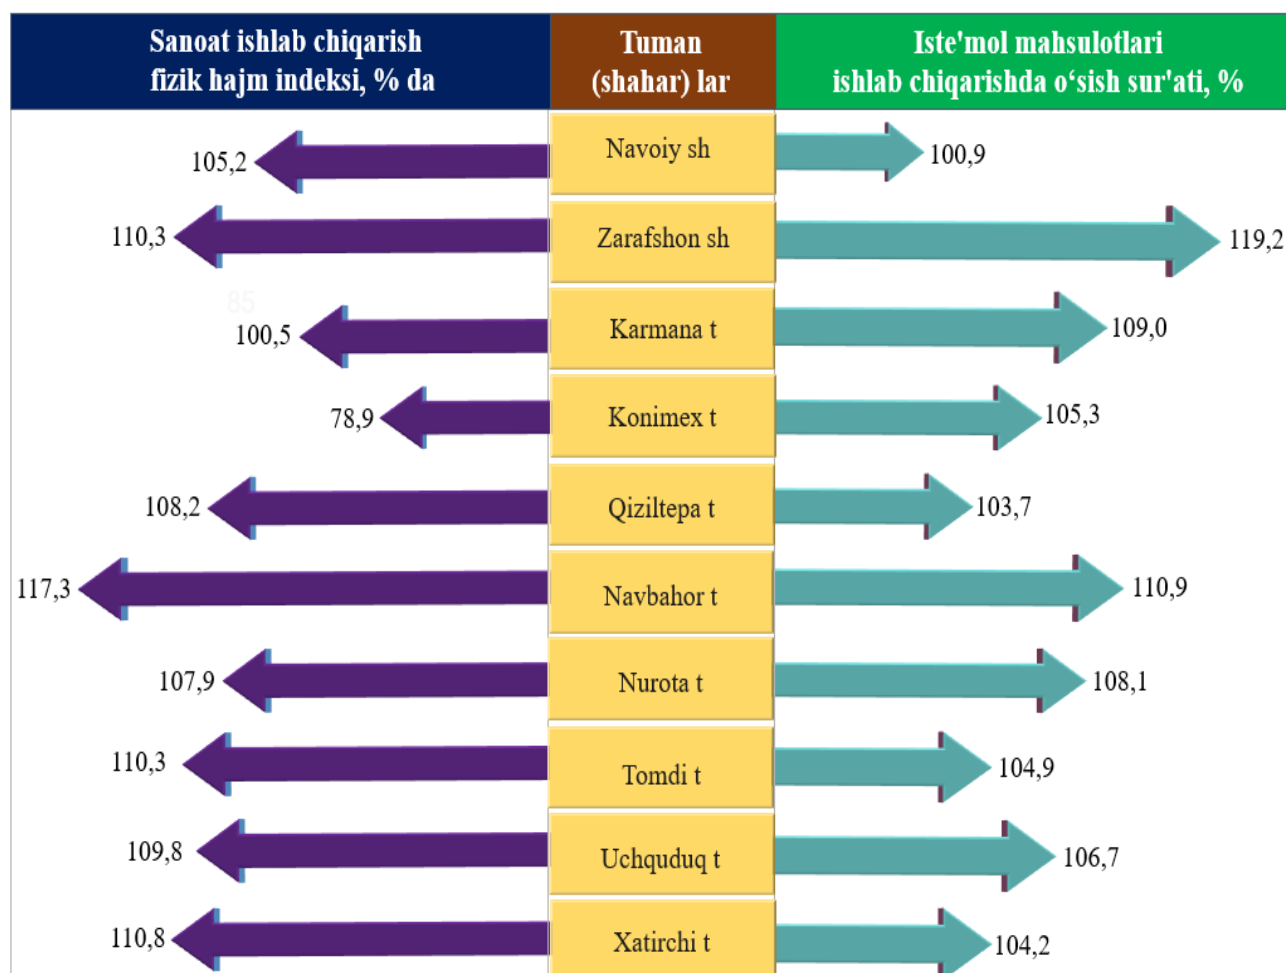 Sanoat ishlab chiqarish
fizik hajm indeksi, % da
Tuman
(shahar) lar
Iste'mol mahsulotlari
ishlab chiqarishda o‘sish sur'ati, %
105,2 Navoiy sh 100,9
110,3 Zarafshon sh 119,2
85
100,5 Karmana t 109,0
78,9 Konimex t 105,3
108,2 Qiziltepa t 103,7
117,3 Navbahor t 110,9
107,9 Nurota t 108,1
110,3 Tomdi t 104,9
109,8 Uchquduq t 106,7
110,8 Xatirchi t 104,2